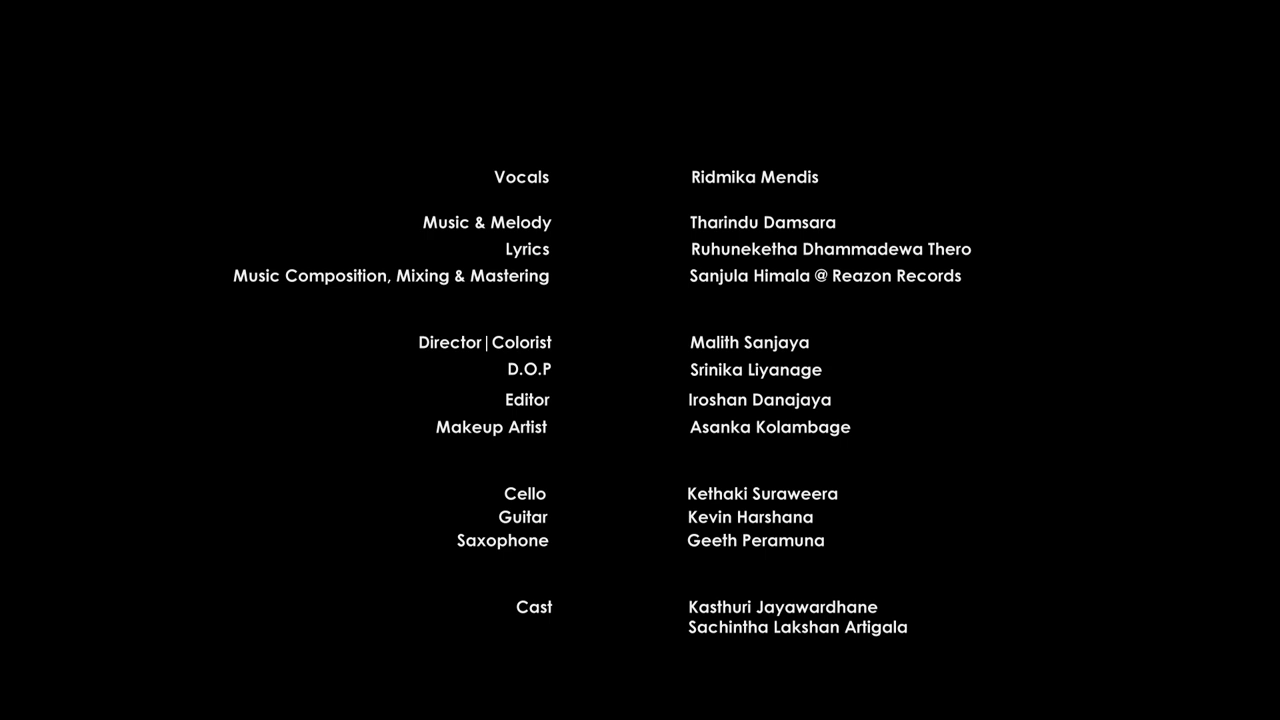 Vocals Ridmika Mendis
Music & Melody Tharindu Damsara
Lyrics Ruhuneketha Dhammadewa Thero
Music Composition, Mixing & Mastering Sanjula Himala @ Reazon Records
Director|Colorist Malith Sanjaya
D.O.P Srinika Liyanage
Editor Iroshan Danajaya
Makeup Artist Asanka Kolambage
Cello Kethaki Suraweera
Guitar Kevin Harshana
Saxophone Geeth Peramuna
Cast Kasthuri Jayawardhane
Sachintha Lakshan Artigala